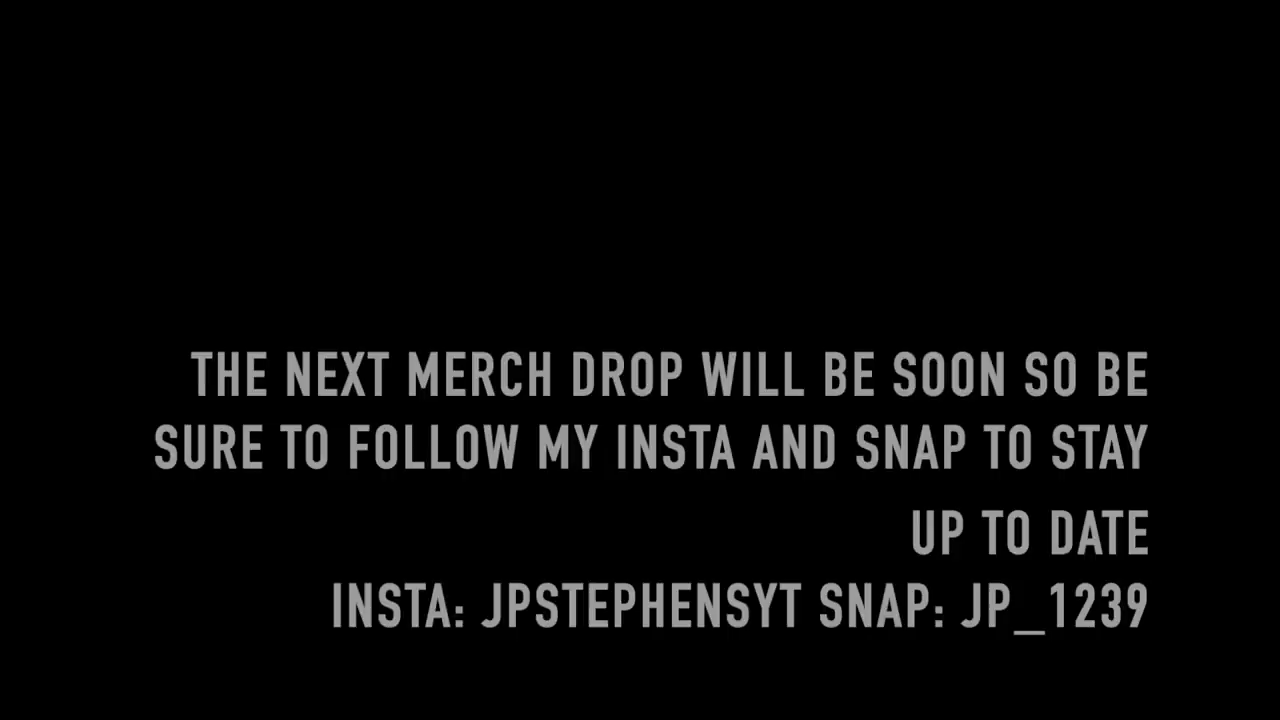 THE NEXT MERCH DROP WILL BE SOON SO BE
SURE TO FOLLOW MY INSTA AND SNAP TO STAY
UP TO DATE
INSTA: JPSTEPHENSYT SNAP: JP_1239